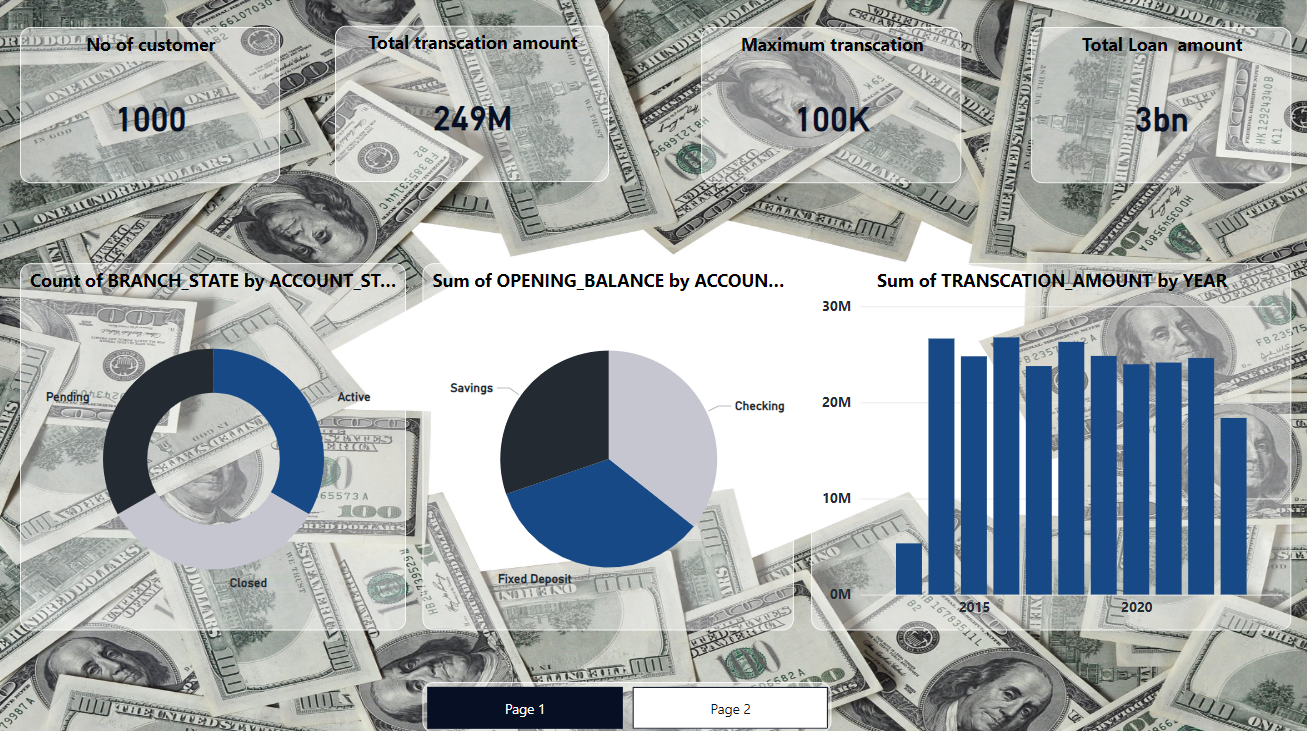 No of customer
1000
Total transcation amount
249M
Maximum transcation
100K
Total Loan  amount
3bn
Count of BRANCH_STATE by ACCOUNT_ST...
Pending
Active
Closed
Sum of OPENING_BALANCE by ACCOUN...
Savings
Checking
Fixed Deposit
Sum of TRANSCATION_AMOUNT by YEAR
30M
20M
10M
0M
2015
2020
Page 1
Page 2